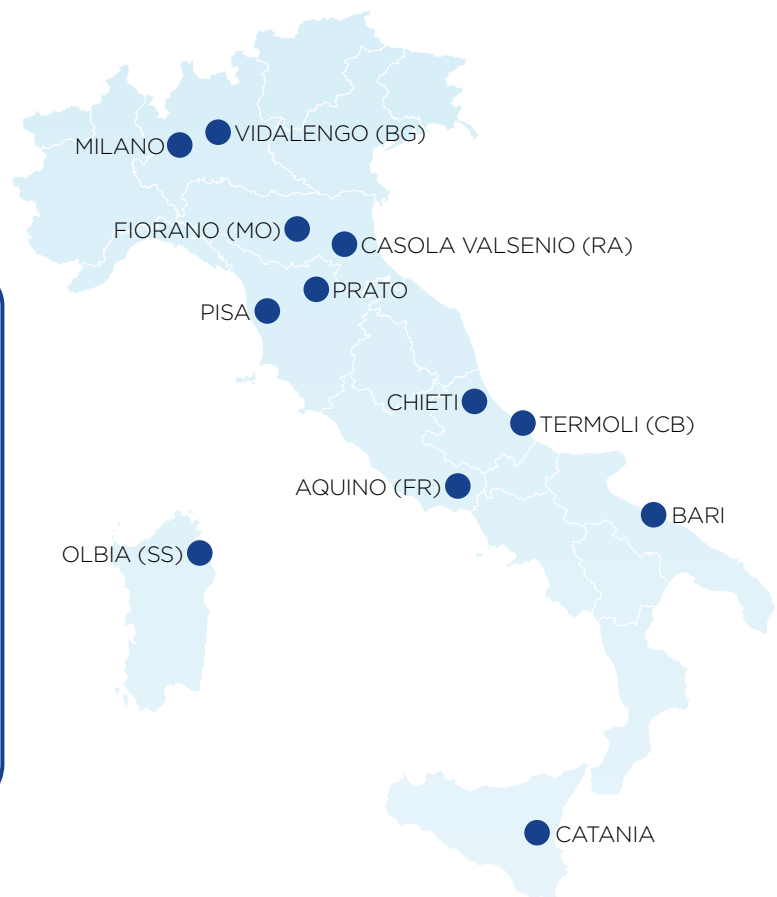 VIDALENGO (BG)
MILANO
FIORANO (MO)
CASOLA VALSENIO (RA)
PRATO
PISA
CHIETI
TERMOLI (CB)
AQUINO (FR)
BARI
OLBIA (SS)
CATANIA